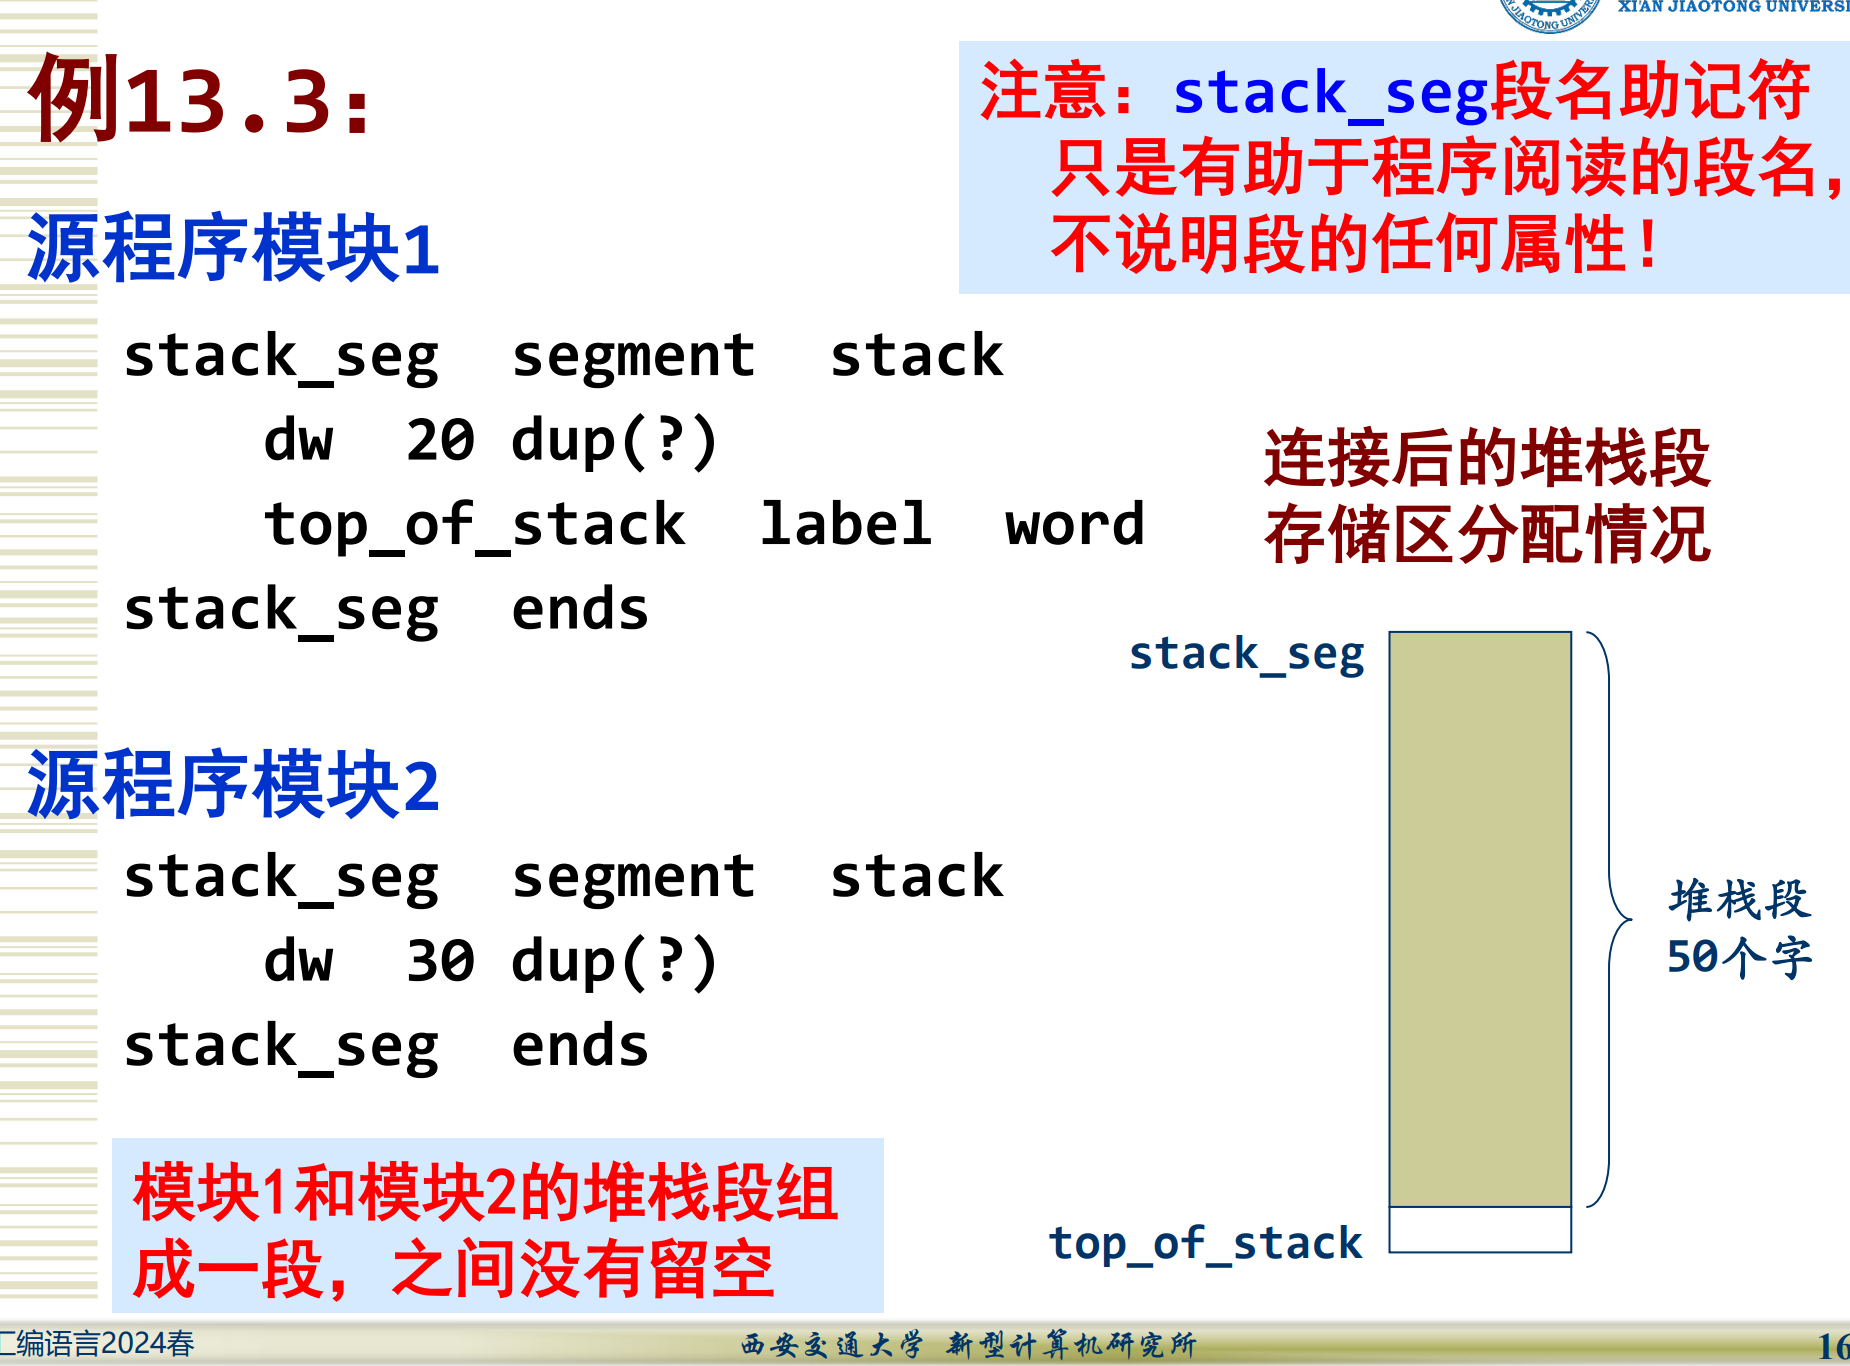 XI'AN JIAOTONG UNIVERSI
例13.3:
注意：stack_seg段名助记符
只是有助于程序阅读的段名，
不说明段的任何属性！
源程序模块1
stack_seg segment stack
dw 20 dup(?)
top_of_stack label word
stack_seg ends
连接后的堆栈段
存储区分配情况
stack_seg
堆栈段
50个字
top_of_stack
源程序模块2
stack_seg segment stack
dw 30 dup(?)
stack_seg ends
模块1和模块2的堆栈段组
成一段，之间没有留空
汇编语言2024春
西安交通大学 新型计算机研究所
16